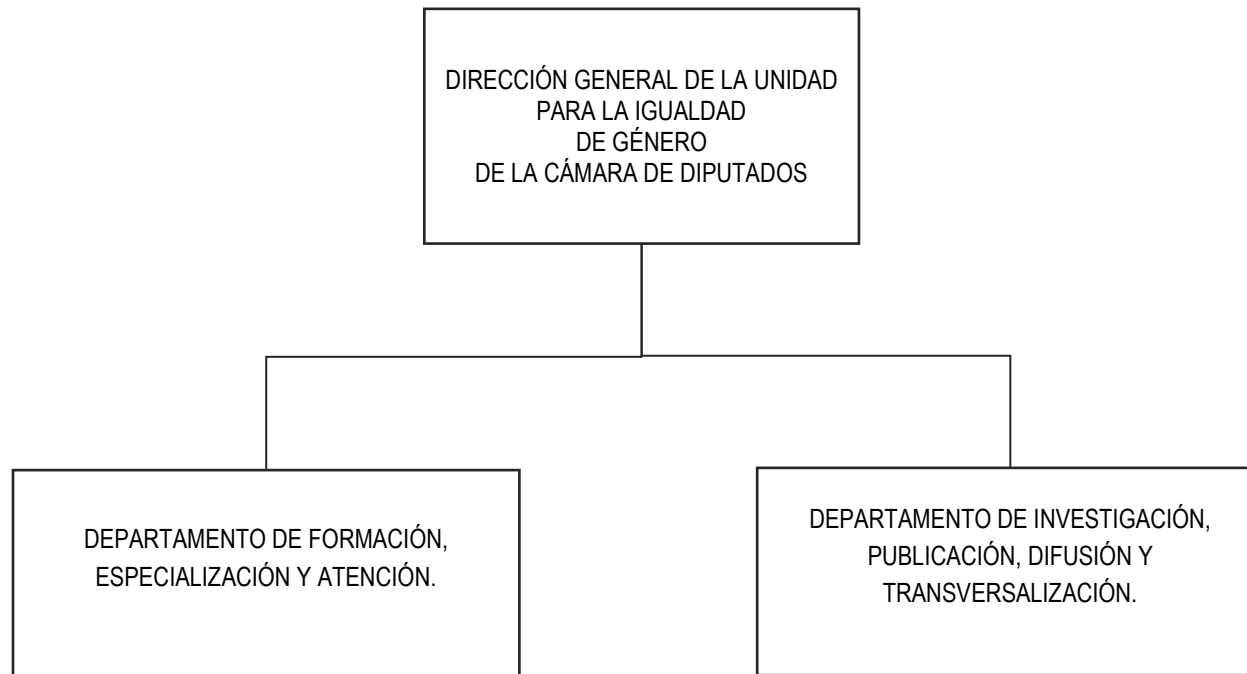 DIRECCIÓN GENERAL DE LA UNIDAD
PARA LA IGUALDAD
DE GÉNERO
DE LA CÁMARA DE DIPUTADOS
DEPARTAMENTO DE FORMACIÓN,
ESPECIALIZACIÓN Y ATENCIÓN.
DEPARTAMENTO DE INVESTIGACIÓN,
PUBLICACIÓN, DIFUSIÓN Y
TRANSVERSALIZACIÓN.